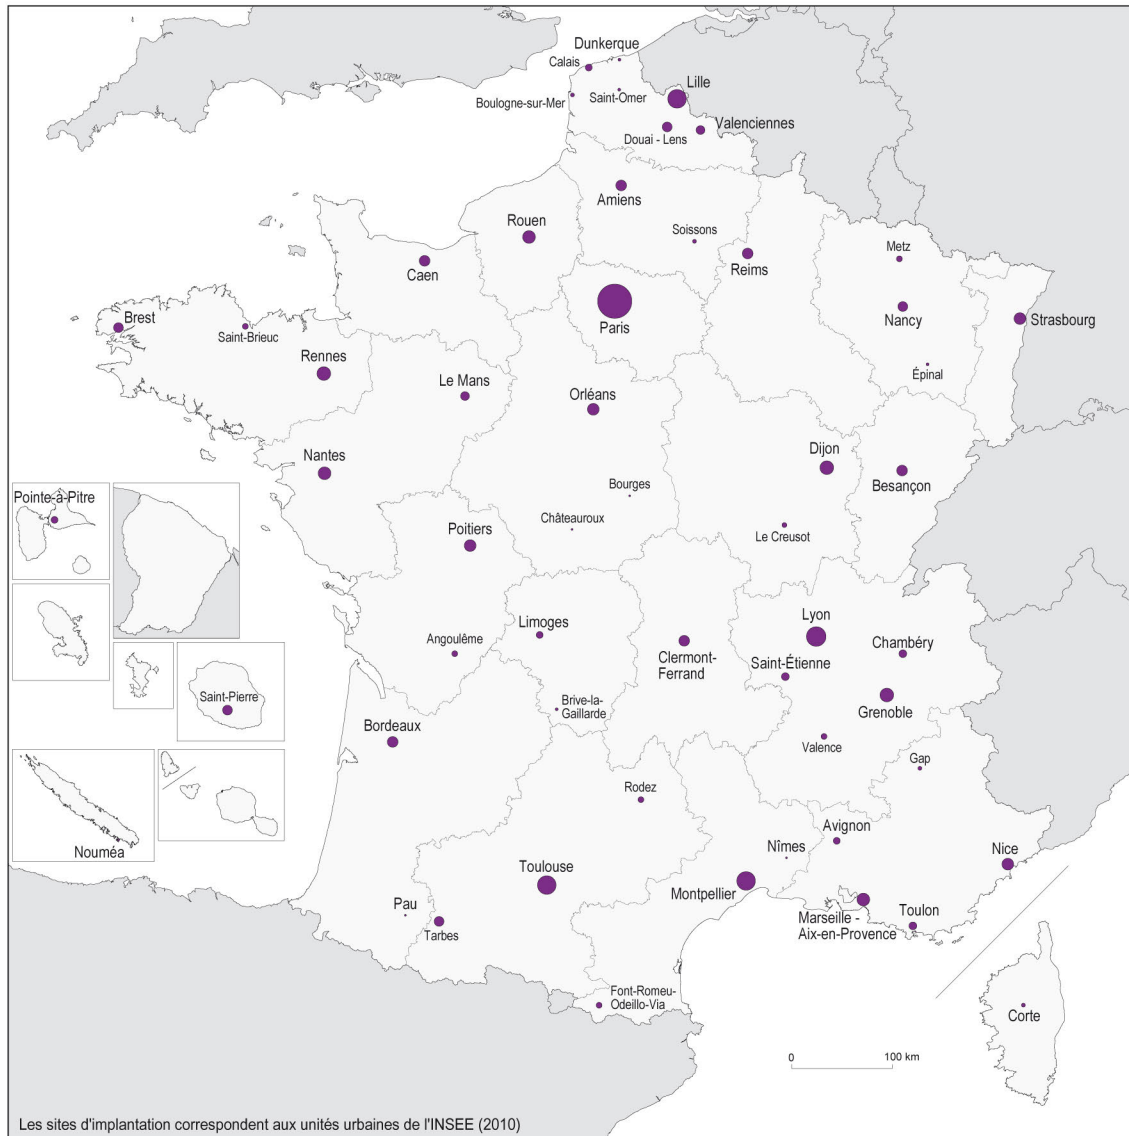 Dunkerque
Calais
Lille
Boulogne-sur-Mer
Saint-Omer
Valenciennes
Douai - Lens
Amiens
Rouen
Soissons
Metz
Reims
Caen
Nancy
Strasbourg
Paris
Brest
Saint-Brieuc
Rennes
Épinal
Le Mans
Orléans
Nantes
Dijon
Besançon
Bourges
Pointe-à-Pitre
Châteauroux
Poitiers
Le Creusot
Lyon
Limoges
Angoulême
Chambéry
Clermont-
Ferrand
Saint-Étienne
Saint-Pierre
Grenoble
Brive-la-
Gaillarde
Bordeaux
Valence
Gap
Rodez
Avignon
Nîmes
Nice
Nouméa
Toulouse
Montpellier
Pau
Marseille -
Aix-en-Provence
Toulon
Tarbes
Font-Romeu-
Odeillo-Via
Corte
0 100 km
Les sites d'implantation correspondent aux unités urbaines de l'INSEE (2010)